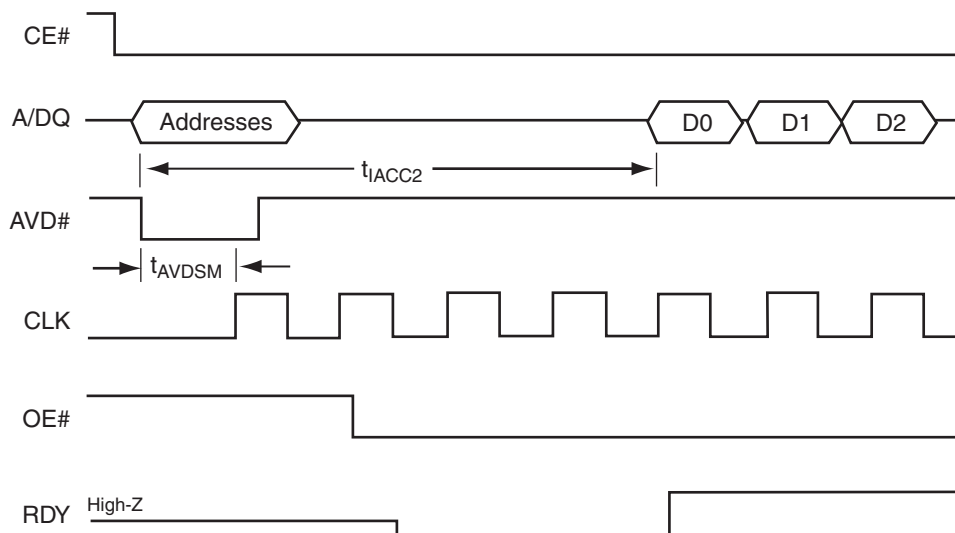 CE#
A/DQ Addresses D0 D1 D2
tIACC2
AVD#
tAVDSM
CLK
OE#
RDY High-Z